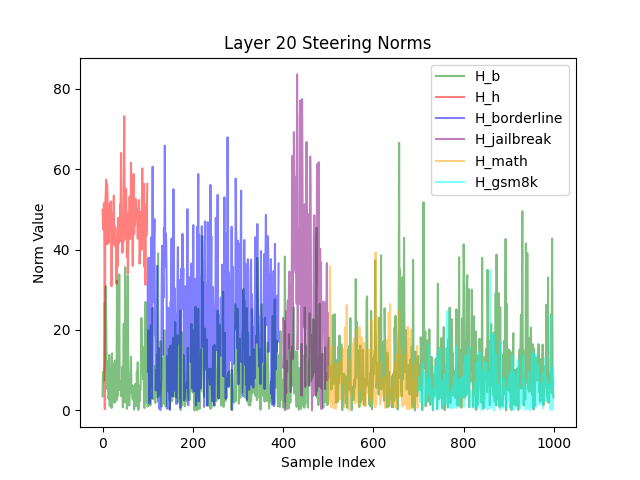 Layer 20 Steering Norms
H_b
H_h
H_borderline
H_jailbreak
H_math
H_gsm8k
80
60
40
20
0
Norm Value
0 200 400 600 800 1000
Sample Index